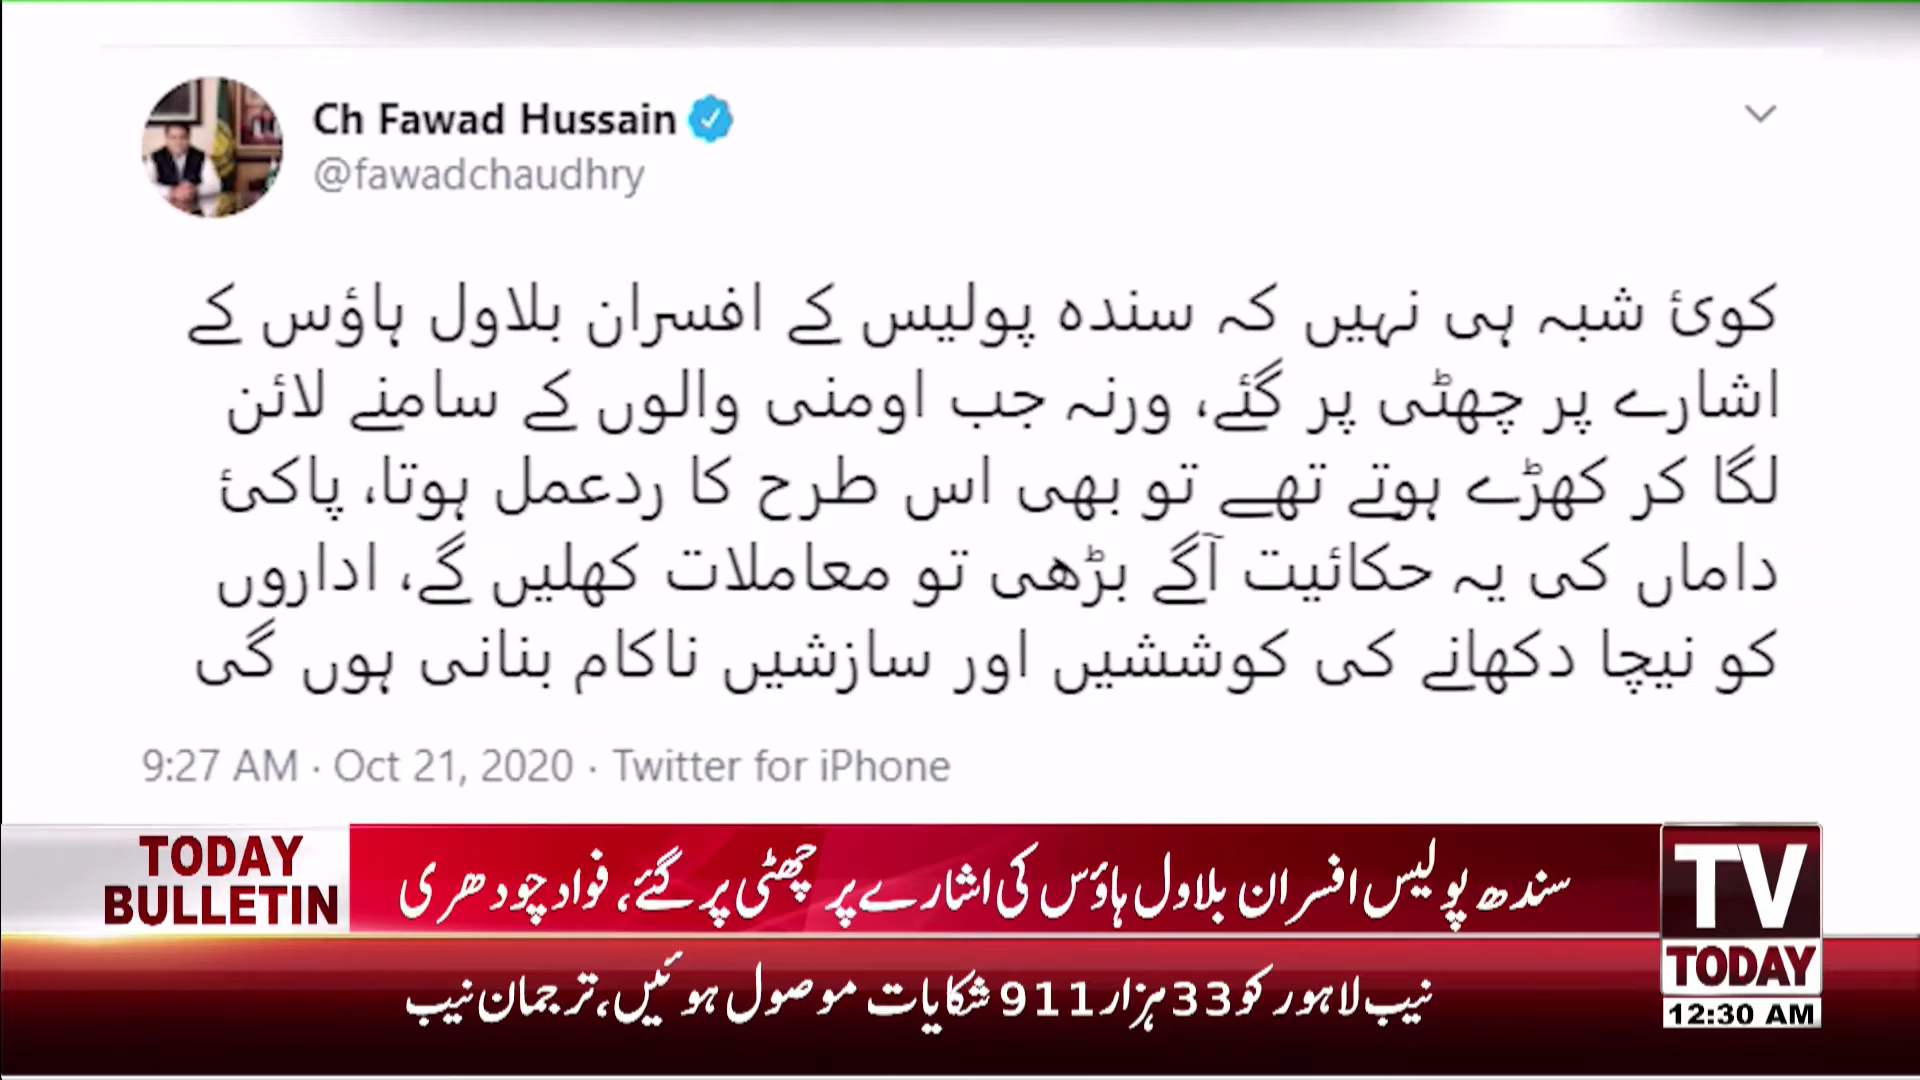 Ch Fawad Hussain
@fawadchaudhry
کوئ شبہ ہی نہیں کہ سندہ پولیس کے افسران بلاول ہاؤس کے
اشارے پر چھٹی پر گئے، ورنہ جب اومنی والوں کے سامنے لائن
لگا کر کھڑے ہوتے تھے تو بھی اس طرح کا ردعمل ہوتا، پاکئ
داماں کی یہ حکائیت آگے بڑھی تو معاملات کھلیں گے، اداروں
کو نیچا دکھانے کی کوششیں اور سازشیں ناکام بنانی ہوں گی
9:27 AM · Oct 21, 2020 · Twitter for iPhone
TODAY
BULLETIN
سندھ پولیس افسران بلاول ہاؤس کی اشارے پر چھٹی پر گئے، فواد چودھری
نیب لاہور کو 33 ہزار 911 شکایات موصول ہوئیں، ترجمان نیب
TV
TODAY
12:30 AM